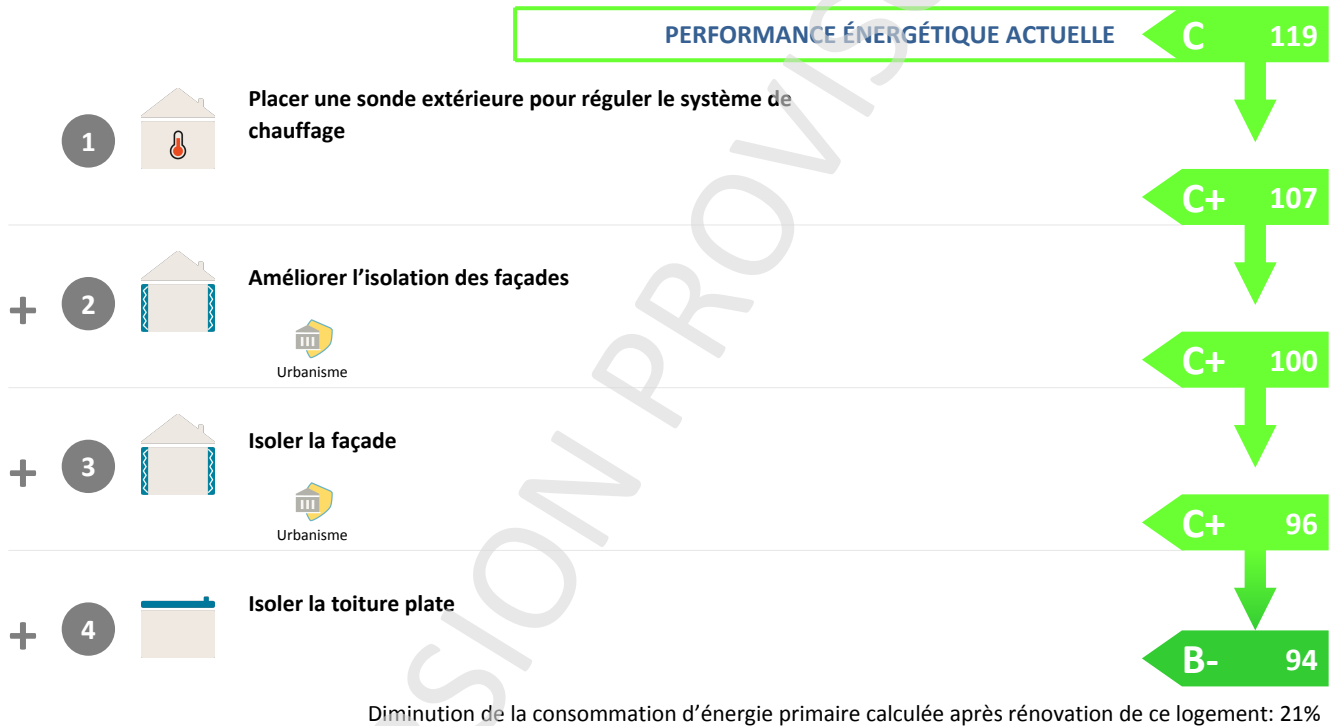 PERFORMANCE ÉNERGÉTIQUE ACTUELLE C 119
1 Placer une sonde extérieure pour réguler le système de
chauffage
C+ 107
+ 2 Améliorer l’isolation des façades
Urbanisme
C+ 100
+ 3 Isoler la façade
Urbanisme
C+ 96
+ 4 Isoler la toiture plate
B- 94
Diminution de la consommation d’énergie primaire calculée après rénovation de ce logement: 21%
SION PROVISO